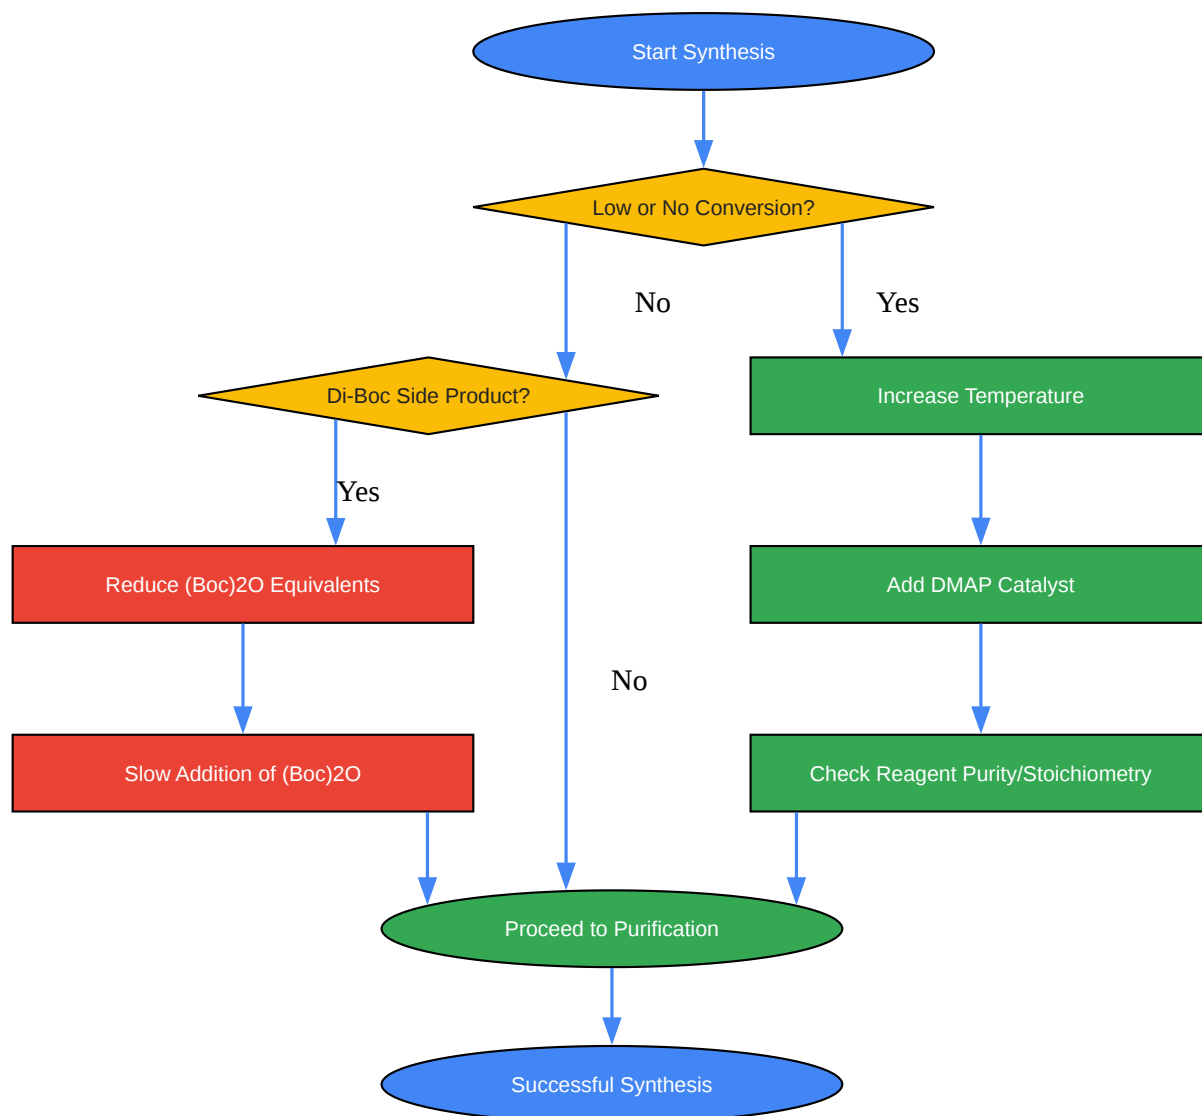 Start Synthesis
Low or No Conversion?
No
Yes
Di-Boc Side Product?
Increase Temperature
Yes
Reduce (Boc)2O Equivalents
Add DMAP Catalyst
No
Slow Addition of (Boc)2O
Check Reagent Purity/Stoichiometry
Proceed to Purification
Successful Synthesis